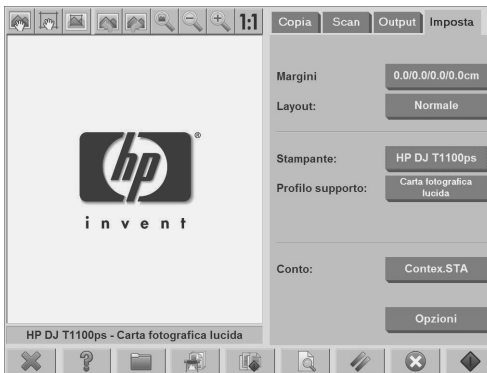 1:1
Copia Scan Output Imposta
Margini 0.0/0.0/0.0/0.0cm
Layout: Normale
hp ®
invent
Stampante: HP DJ T1100ps
Profilo supporto: Carta fotografica
lucida
Conto: Contex.STA
Opzioni
HP DJ T1100ps - Carta fotografica lucida
?